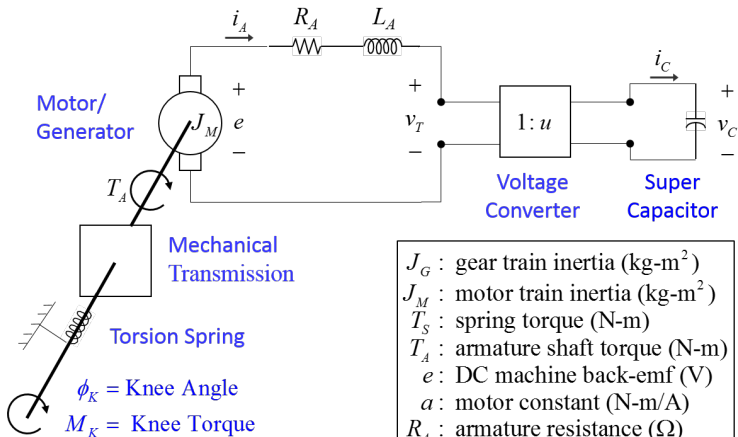 i_A
R_A
L_A
Motor/
Generator
J_M
+
e
−
+
v_T
−
1:u
i_C
+
v_C
−
T_A
Voltage
Converter
Super
Capacitor
Mechanical
Transmission
Torsion Spring
ϕ_K = Knee Angle
M_K = Knee Torque
J_G : gear train inertia (kg-m²)
J_M : motor train inertia (kg-m²)
T_S : spring torque (N-m)
T_A : armature shaft torque (N-m)
e : DC machine back-emf (V)
a : motor constant (N-m/A)
R_A : armature resistance (Ω)